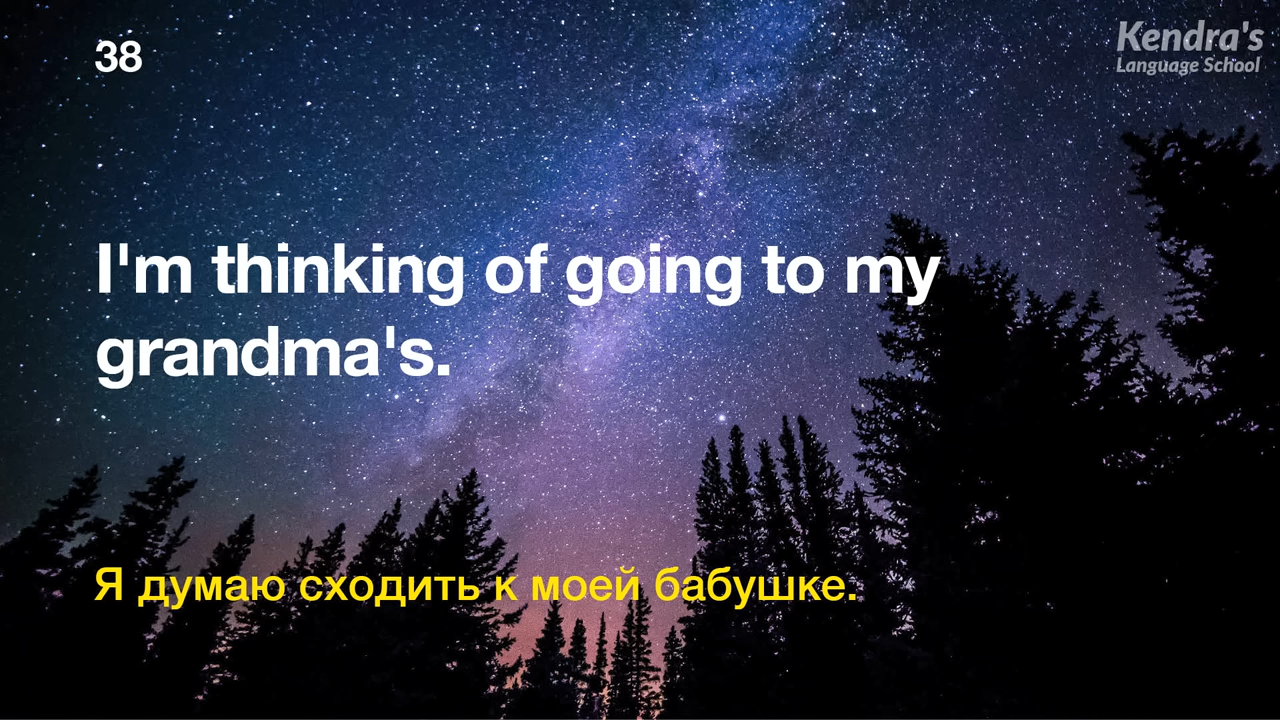 38
Kendra's
Language School
I'm thinking of going to my
grandma's.
Я думаю сходить к моей бабушке.